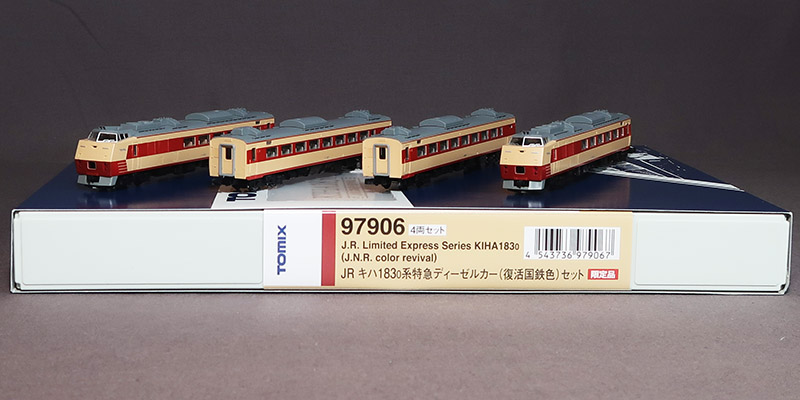 TOMIX
97906 4両セット
J.R. Limited Express Series KIHA1830
(J.N.R. color revival)
JR キハ1830系特急ディーゼルカー(復活国鉄色)セット 限定品
4 543736 979067